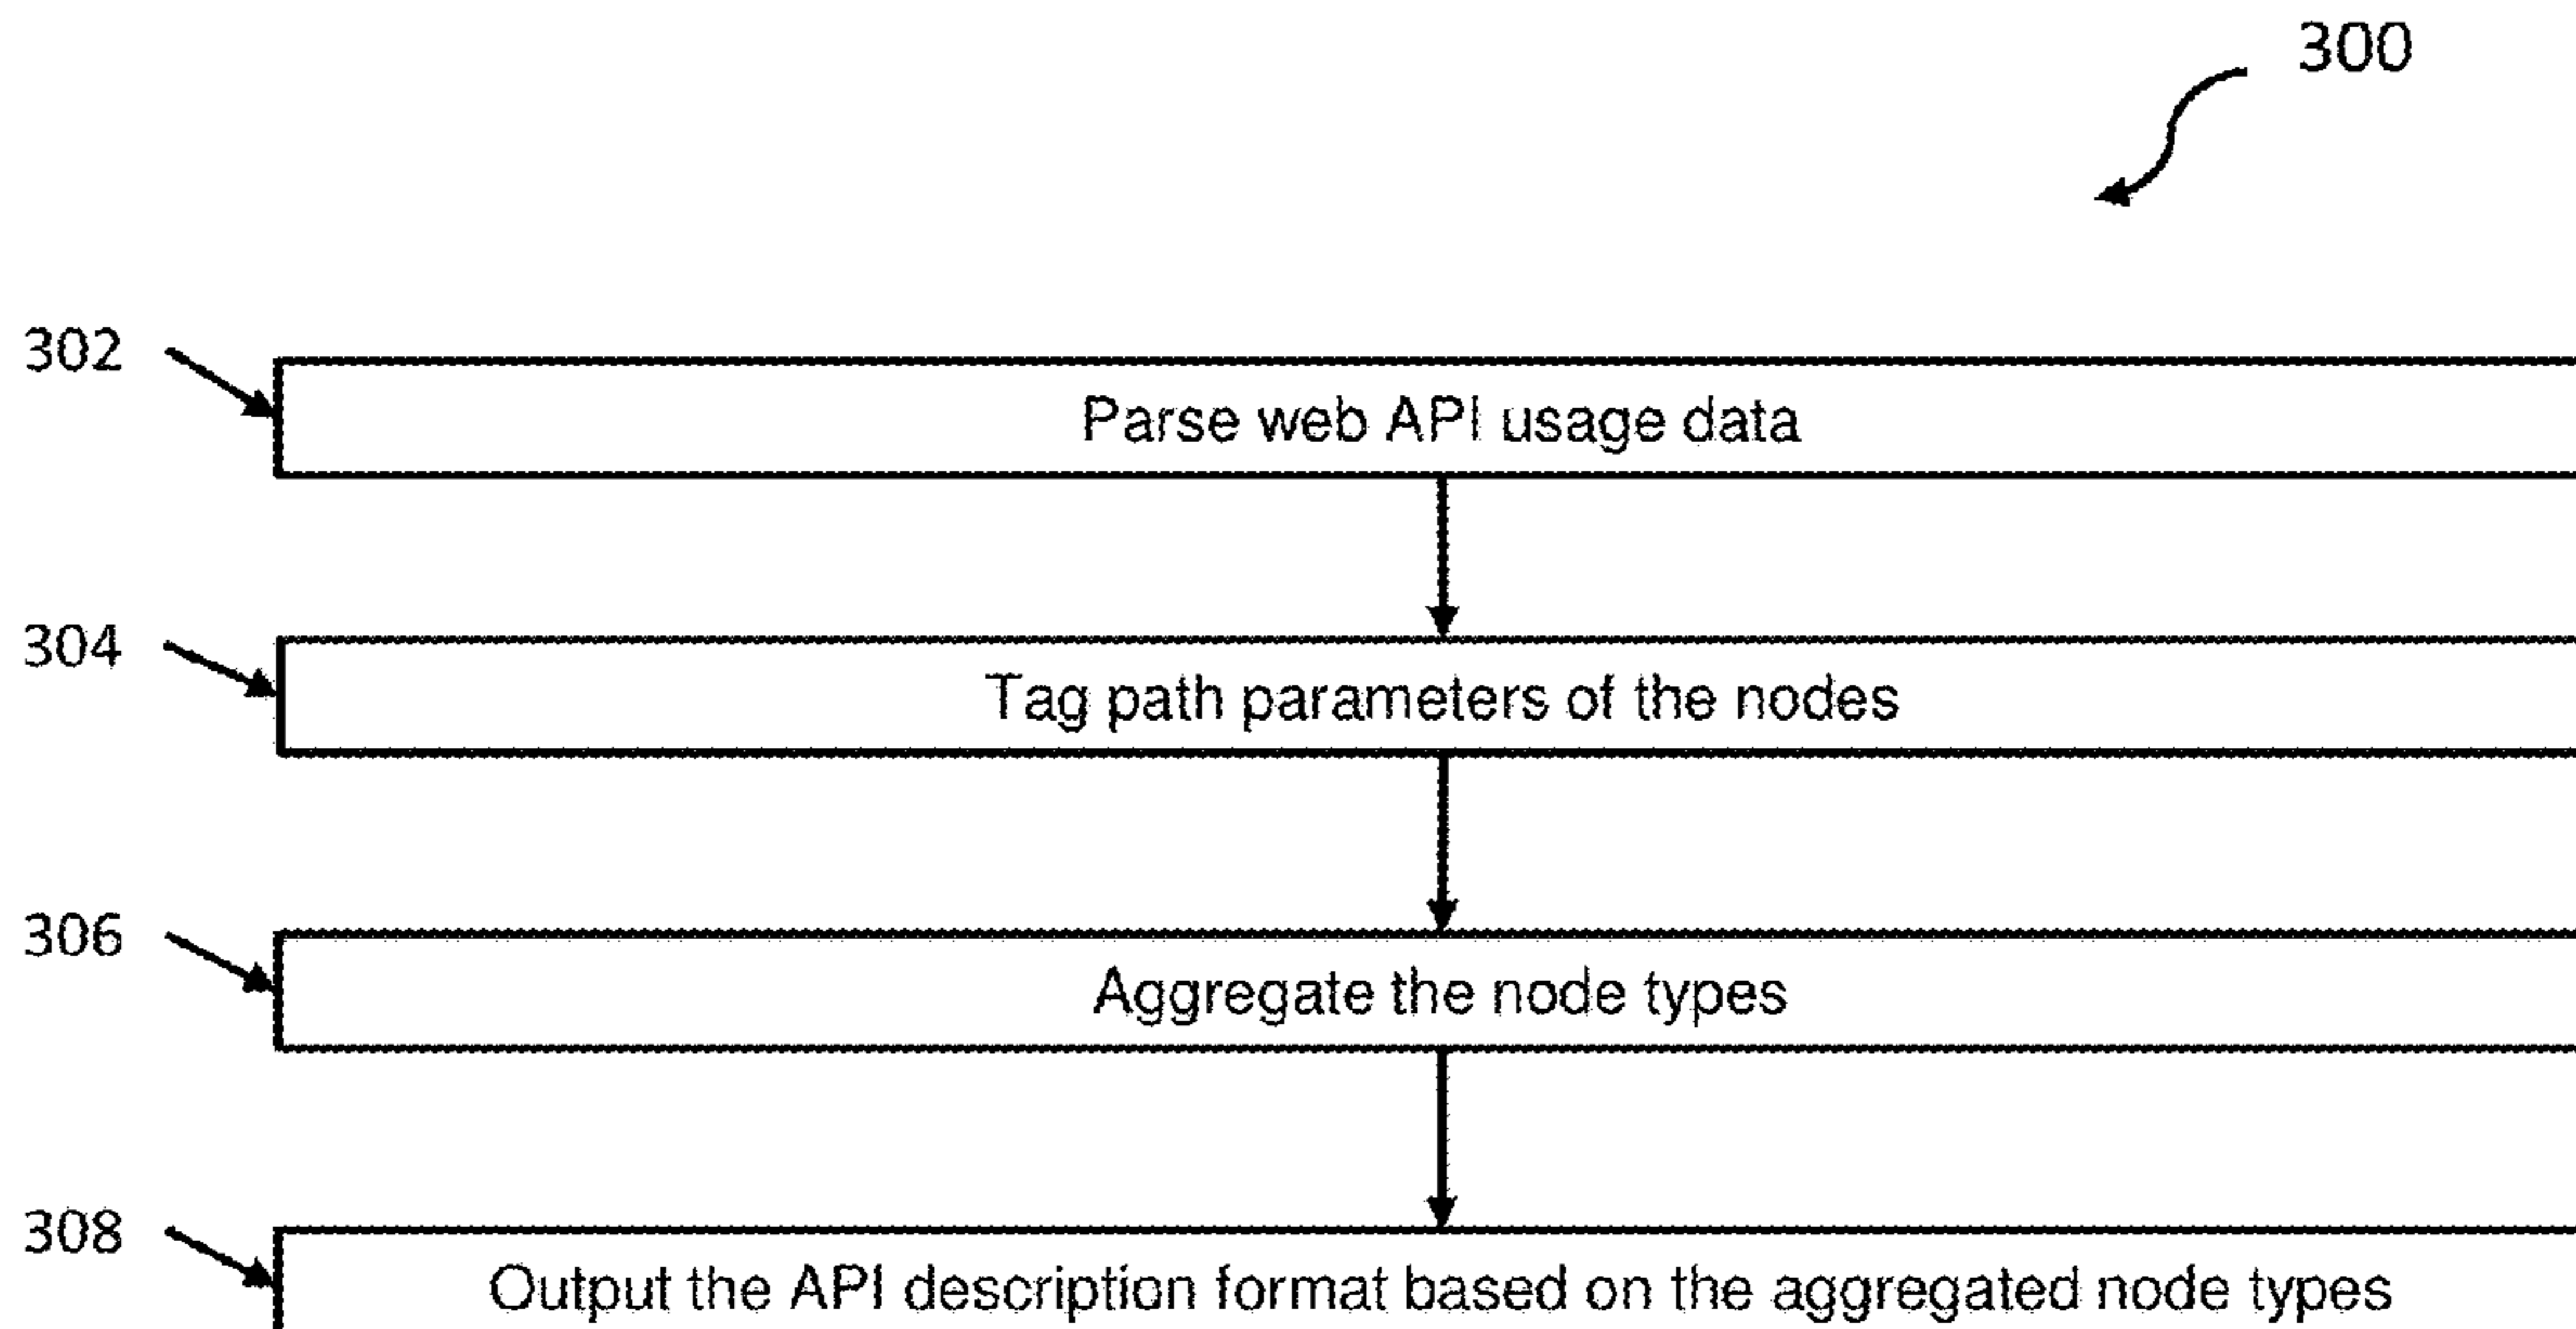 300
302
Parse web API usage data
304
Tag path parameters of the nodes
306
Aggregate the node types
308
Output the API description format based on the aggregated node types